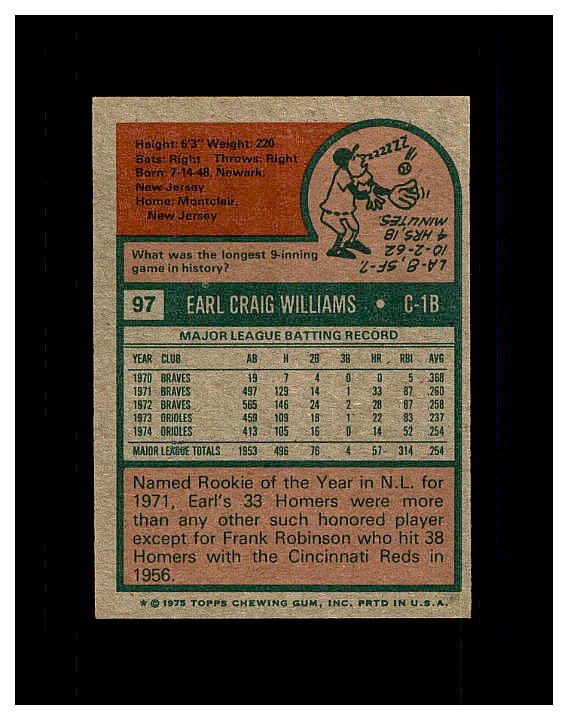 Height: 6'3" Weight: 220
Bats: Right Throws: Right
Born: 7-14-48, Newark,
New Jersey
Home: Montclair,
New Jersey
ZZZZZZZ
What was the longest 9-inning
game in history?
LA-8, SF-7
10-2-62
4 HRS, 18
MINUTES
97 EARL CRAIG WILLIAMS • C-1B
MAJOR LEAGUE BATTING RECORD
YEAR CLUB AB H 2B 3B HR RBI AVG
1970 BRAVES 19 7 4 0 0 5 .368
1971 BRAVES 497 129 14 1 33 87 .260
1972 BRAVES 565 146 24 2 28 87 .258
1973 ORIOLES 459 109 18 1 22 83 .237
1974 ORIOLES 413 105 16 0 14 52 .254
MAJOR LEAGUE TOTALS 1953 496 76 4 57 314 .254
Named Rookie of the Year in N.L. for
1971, Earl's 33 Homers were more
than any other such honored player
except for Frank Robinson who hit 38
Homers with the Cincinnati Reds in
1956.
★ © 1975 TOPPS CHEWING GUM, INC. PRTD IN U.S.A.